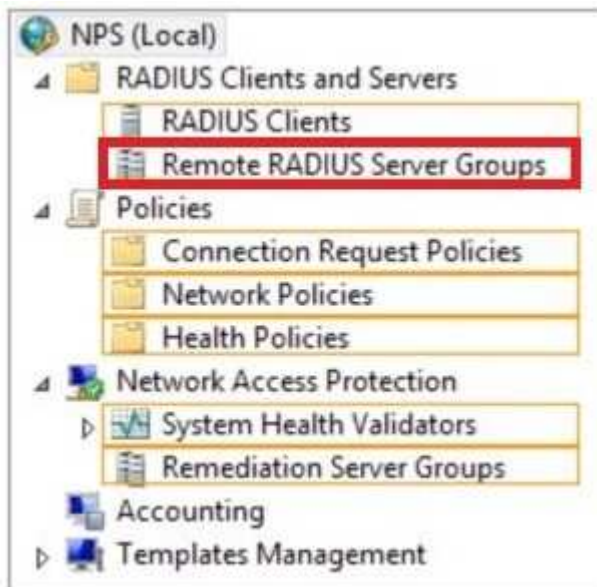 NPS (Local)
RADIUS Clients and Servers
RADIUS Clients
Remote RADIUS Server Groups
Policies
Connection Request Policies
Network Policies
Health Policies
Network Access Protection
System Health Validators
Remediation Server Groups
Accounting
Templates Management